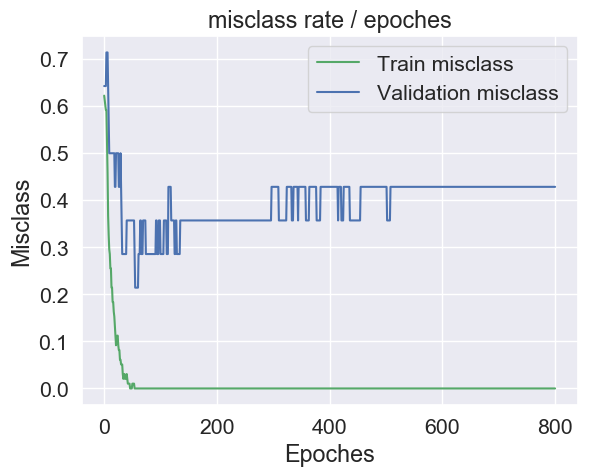 misclass rate / epoches
Train misclass
Validation misclass
0.7
0.6
0.5
0.4
0.3
0.2
0.1
0.0
Misclass
0 200 400 600 800
Epoches